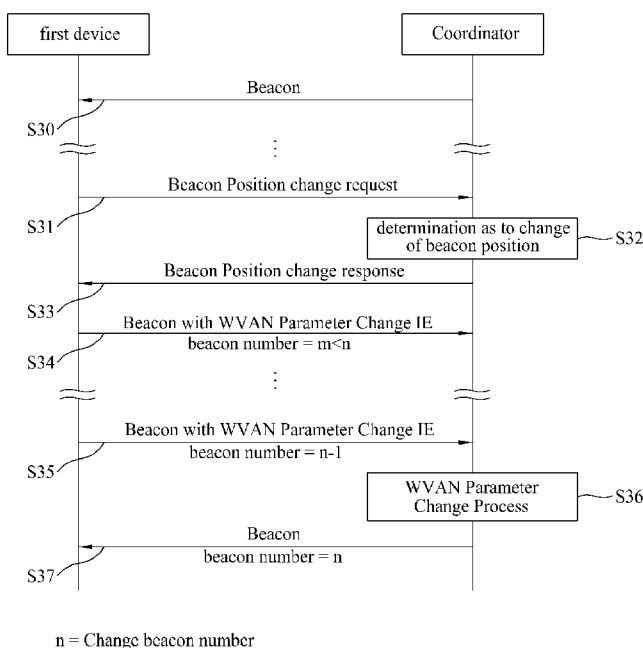 first device
Coordinator
Beacon
S30
Beacon Position change request
S31
determination as to change
of beacon position
S32
Beacon Position change response
S33
Beacon with WVAN Parameter Change IE
beacon number = m<n
S34
Beacon with WVAN Parameter Change IE
beacon number = n-1
S35
WVAN Parameter
Change Process
S36
Beacon
beacon number = n
S37
n = Change beacon number